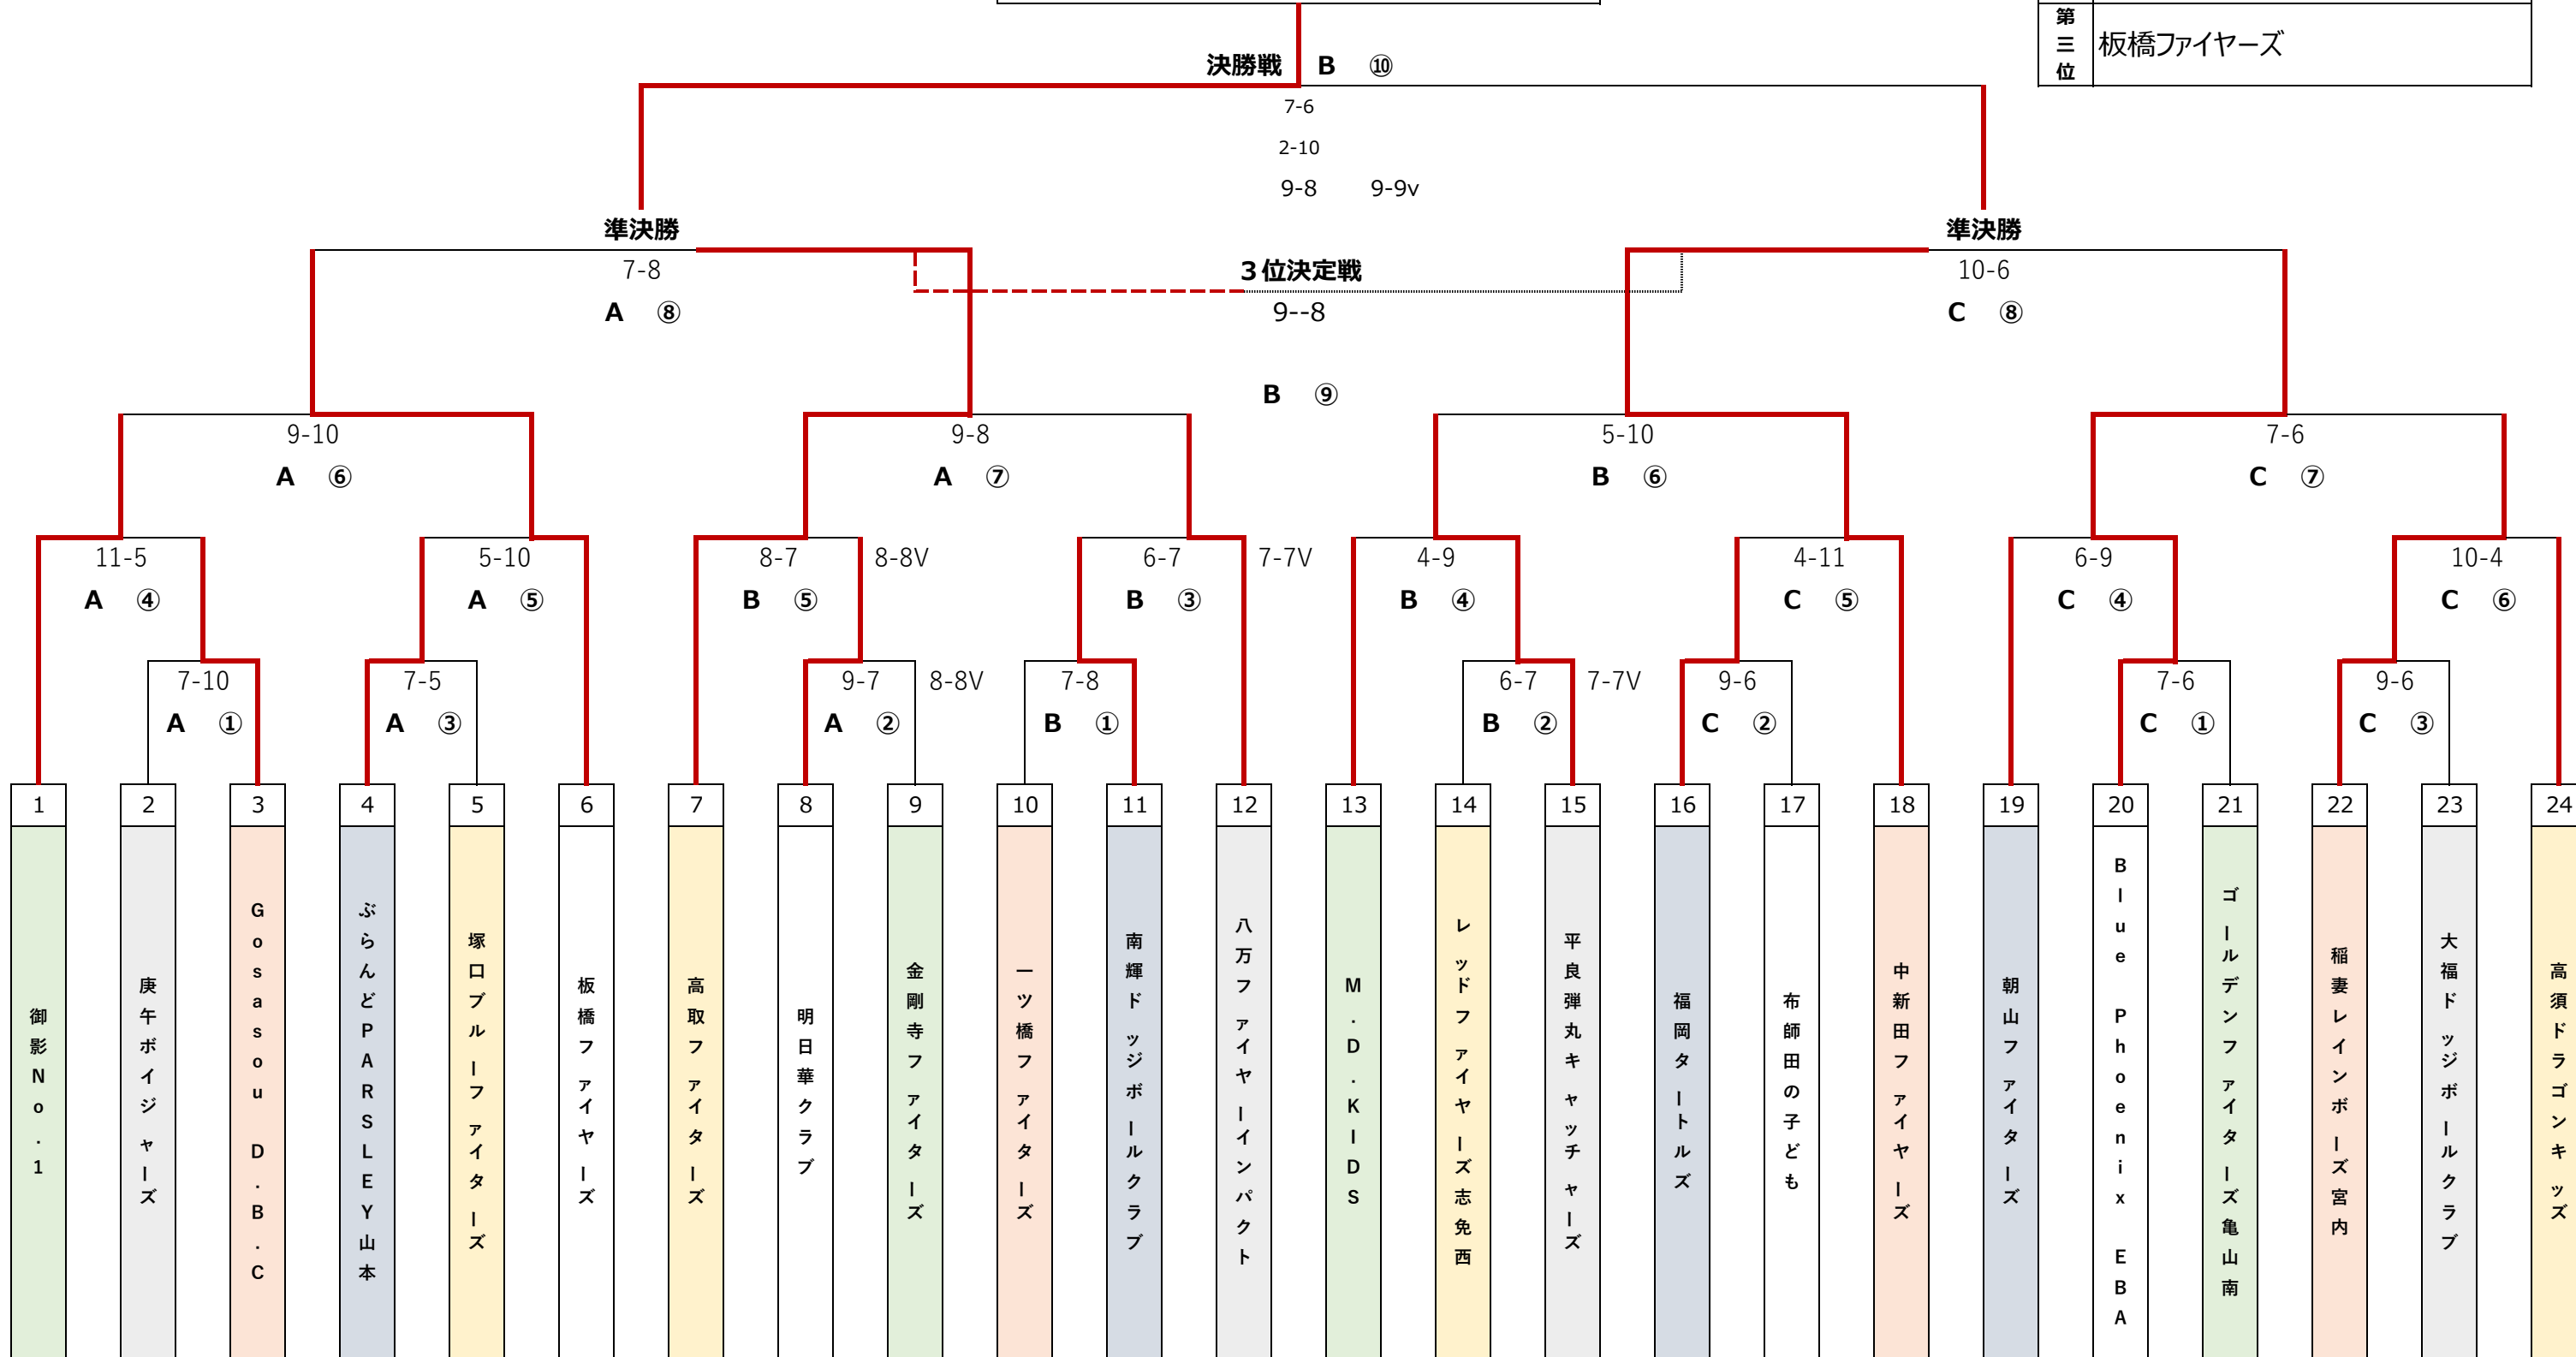 第三位
板橋ファイヤーズ
決勝戦 B ⑩
7-6
2-10
9-8 9-9v
準決勝 準決勝
7-8 3位決定戦 10-6
A ⑧ 9--8 C ⑧
B ⑨
9-10 9-8 5-10 7-6
A ⑥ A ⑦ B ⑥ C ⑦
11-5 5-10 8-7 8-8V 6-7 7-7V 4-9 4-11 6-9 10-4
A ④ A ⑤ B ⑤ B ③ B ④ C ⑤ C ④ C ⑥
7-10 7-5 9-7 8-8V 7-8 6-7 7-7V 9-6 7-6 9-6
A ① A ③ A ② B ① B ② C ② C ① C ③
1 2 3 4 5 6 7 8 9 10 11 12 13 14 15 16 17 18 19 20 21 22 23 24
御影No.1
庚午ボイジャーズ
Gosasou D.B.C
ぶらんどPARSLEY山本
塚口ブルーファイターズ
板橋ファイヤーズ
高取ファイターズ
明日華クラブ
金剛寺ファイターズ
一ツ橋ファイターズ
南輝ドッジボールクラブ
八万ファイヤーインパクト
M.D.KIDS
レッドファイヤーズ志免西
平良弾丸キャッチャーズ
福岡タートルズ
布師田の子ども
中新田ファイヤーズ
朝山ファイターズ
Blue Phoenix EBA
ゴールデンファイターズ亀山南
稲妻レインボーズ宮内
大福ドッジボールクラブ
高須ドラゴンキッズ